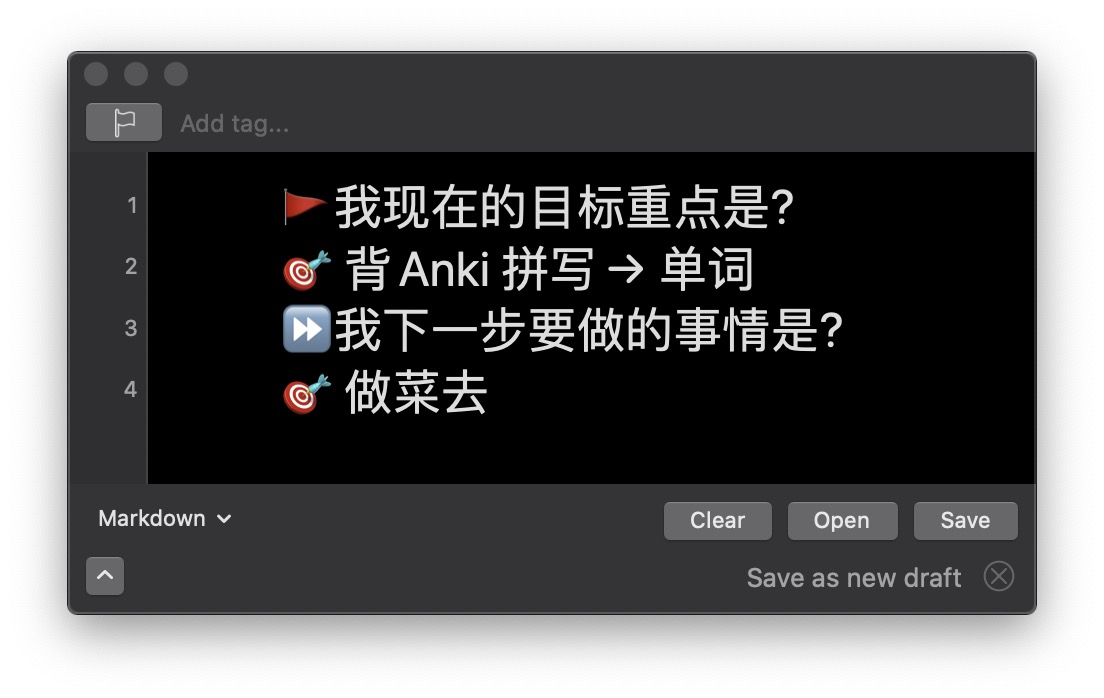 Add tag...
1 🚩我现在的目标重点是?
2 🎯 背 Anki 拼写 → 单词
3 ⏩我下一步要做的事情是?
4 🎯 做菜去
Markdown Clear Open Save
Save as new draft